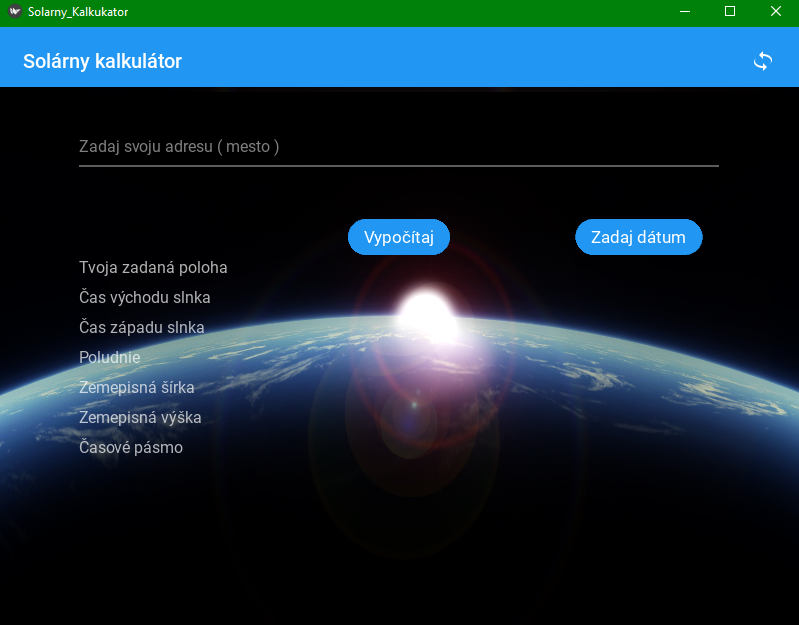 Solarny_Kalkukator
Solárny kalkulátor
Zadaj svoju adresu ( mesto )
Vypočítaj
Zadaj dátum
Tvoja zadaná poloha
Čas východu slnka
Čas západu slnka
Poludnie
Zemepisná šírka
Zemepisná výška
Časové pásmo